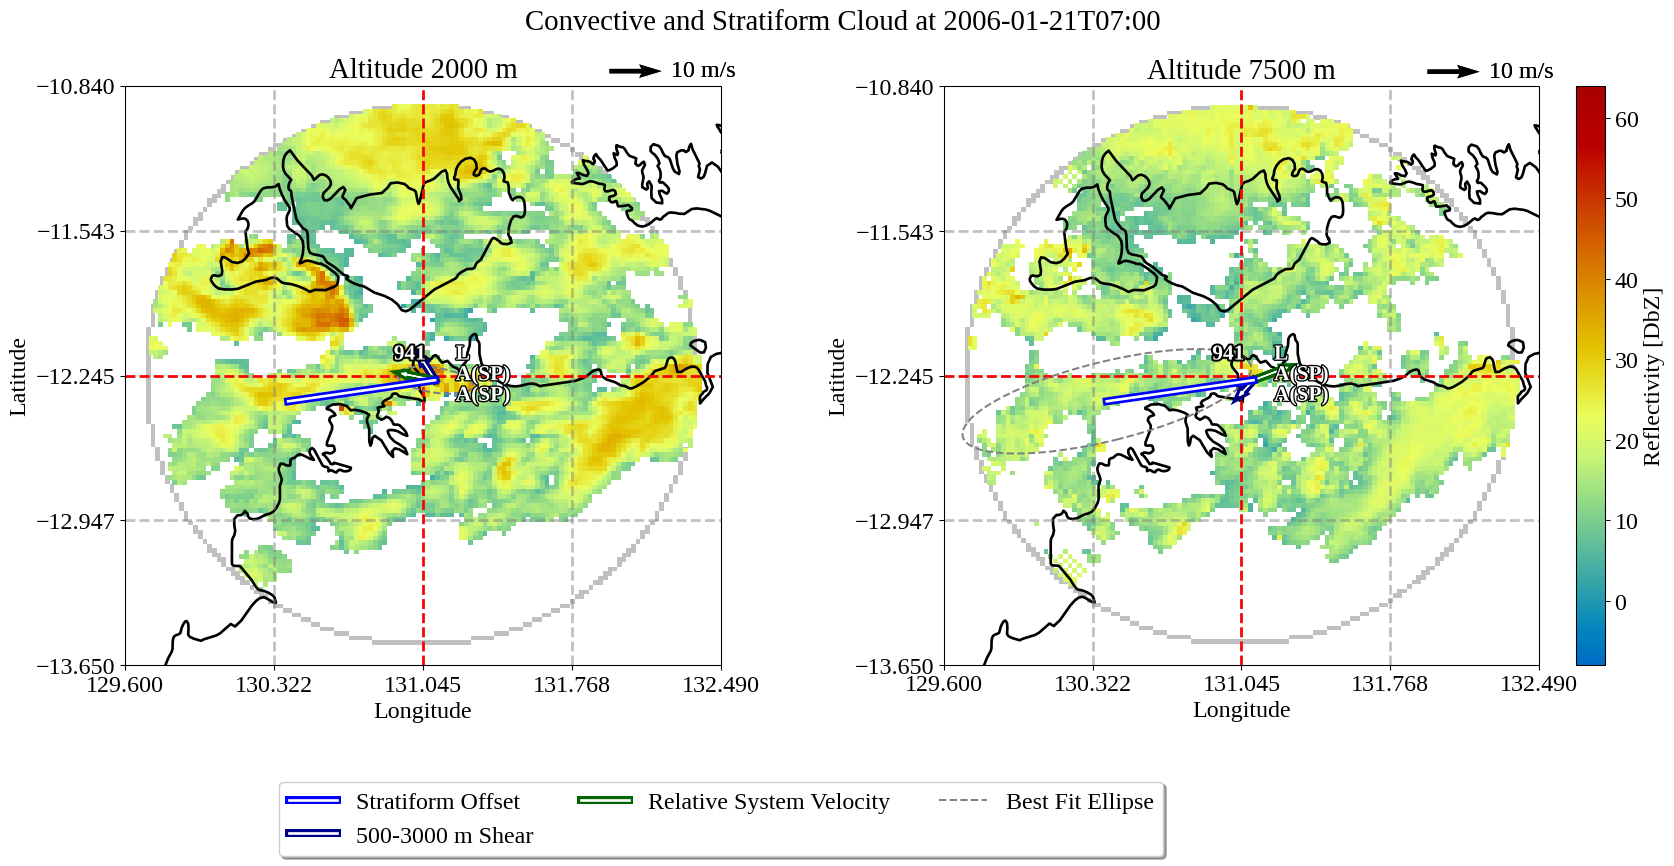 Convective and Stratiform Cloud at 2006-01-21T07:00
Altitude 2000 m
10 m/s
−10.840
−11.543
−12.245
−12.947
−13.650
Latitude
941
L
A(SP)
A(SP)
129.600
130.322
131.045
131.768
132.490
Longitude
Altitude 7500 m
10 m/s
−10.840
−11.543
−12.245
−12.947
−13.650
Latitude
941
L
A(SP)
A(SP)
129.600
130.322
131.045
131.768
132.490
Longitude
60
50
40
30
20
10
0
Reflectivity [DbZ]
Stratiform Offset
Relative System Velocity
Best Fit Ellipse
500-3000 m Shear